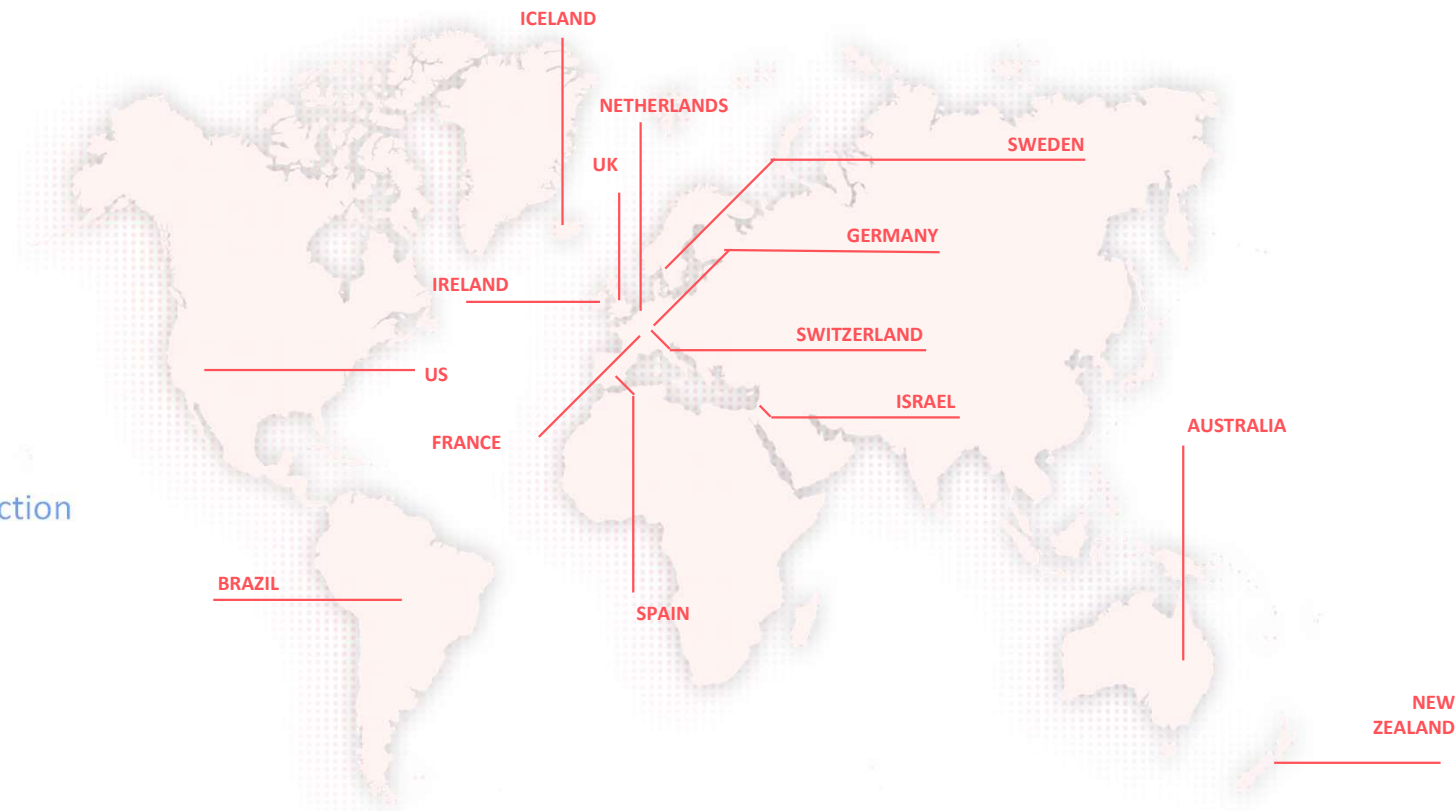 ICELAND
NETHERLANDS
SWEDEN
UK
GERMANY
IRELAND
SWITZERLAND
US
ISRAEL
AUSTRALIA
FRANCE
ction
BRAZIL
SPAIN
NEW
ZEALAND